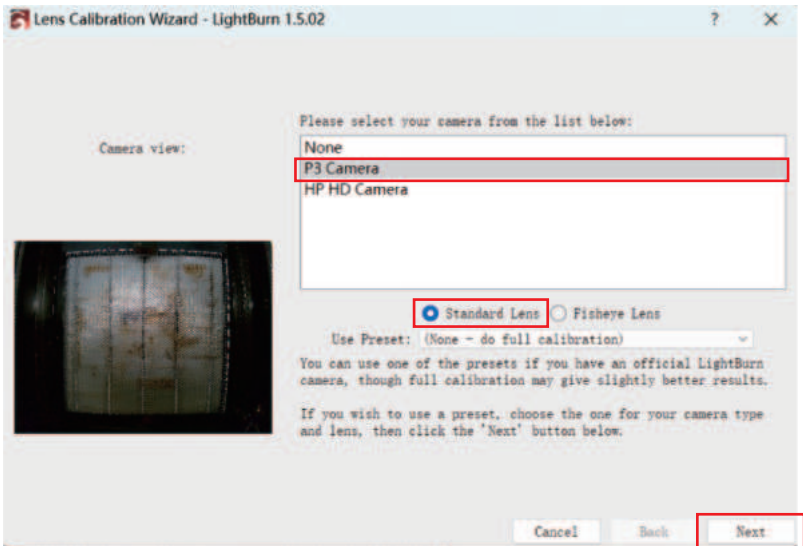 Lens Calibration Wizard - LightBurn 1.5.02
? ×
Please select your camera from the list below:
Camera view:
None
P3 Camera
HP HD Camera
Standard Lens
Fisheye Lens
Use Preset: (None - do full calibration)
You can use one of the presets if you have an official LightBurn
camera, though full calibration may give slightly better results.
If you wish to use a preset, choose the one for your camera type
and lens, then click the 'Next' button below.
Cancel
Back
Next